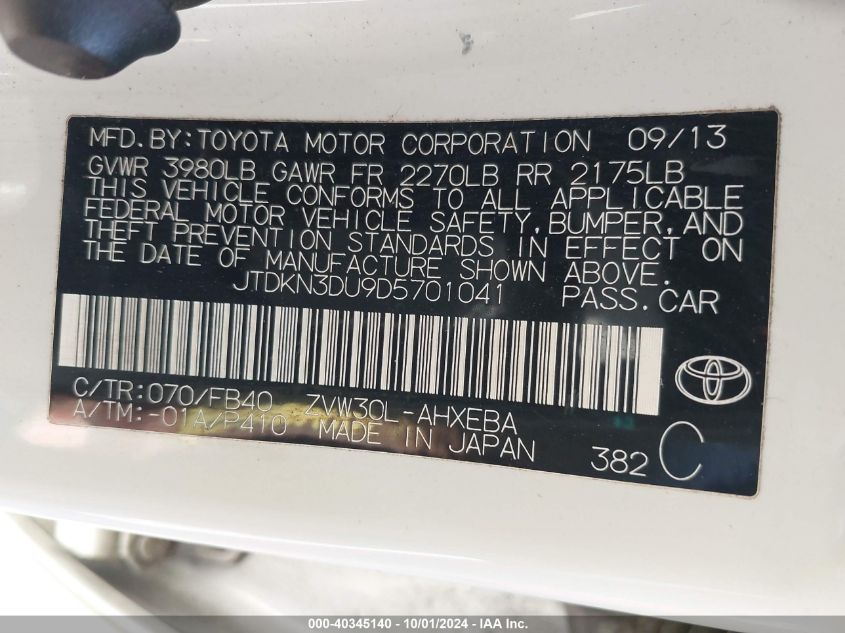 MFD.BY:TOYOTA MOTOR CORPORATION 09/13
GVWR 3980LB GAWR FR 2270LB RR 2175LB
THIS VEHICLE CONFORMS TO ALL APPLICABLE
FEDERAL MOTOR VEHICLE SAFETY,BUMPER,AND
THEFT PREVENTION STANDARDS IN EFFECT ON
THE DATE OF MANUFACTURE SHOWN ABOVE.
JTDKN3DU9D5701041 PASS.CAR
C/TR:070/FB40 ZVW30L-AHXEBA
A/TM:-01A/P410 MADE IN JAPAN
382 C
000-40345140 - 10/01/2024 - IAA Inc.